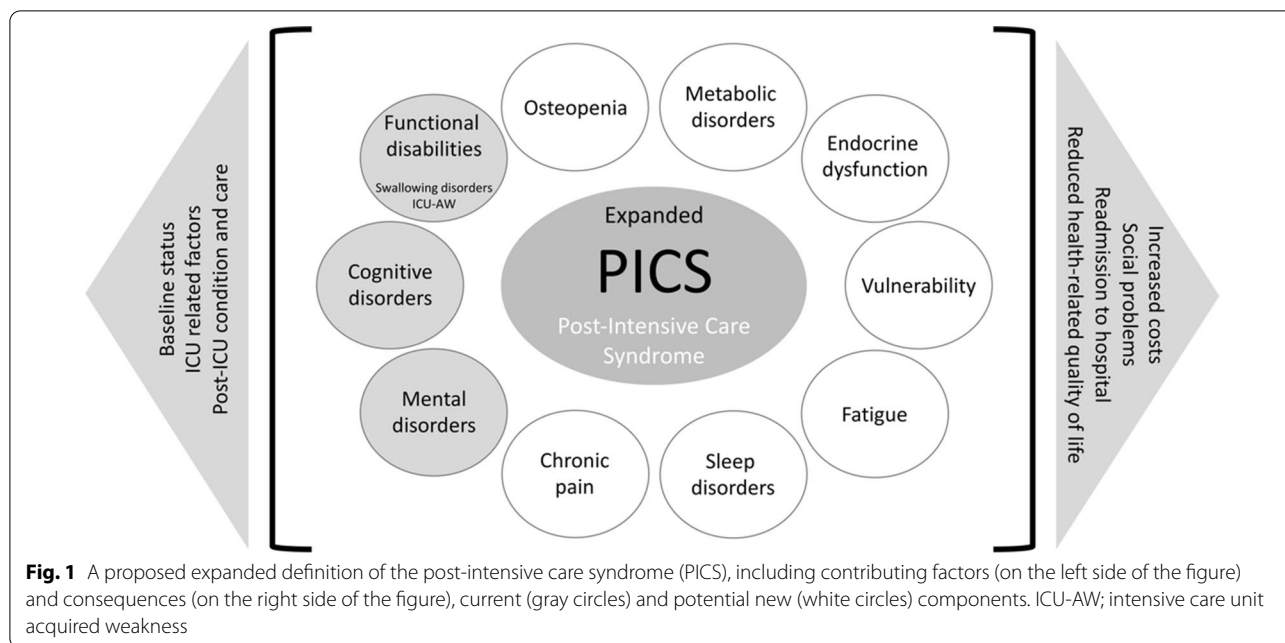 Baseline status
ICU related factors
Post-ICU condition and care
Functional
disabilities
Swallowing disorders
ICU-AW
Osteopenia
Metabolic
disorders
Endocrine
dysfunction
Cognitive
disorders
Expanded
PICS
Post-Intensive Care
Syndrome
Vulnerability
Mental
disorders
Chronic
pain
Sleep
disorders
Fatigue
Increased costs
Readmission to hospital
Social problems
Reduced health-related quality of life
Fig. 1 A proposed expanded definition of the post-intensive care syndrome (PICS), including contributing factors (on the left side of the figure)
and consequences (on the right side of the figure), current (gray circles) and potential new (white circles) components. ICU-AW; intensive care unit
acquired weakness